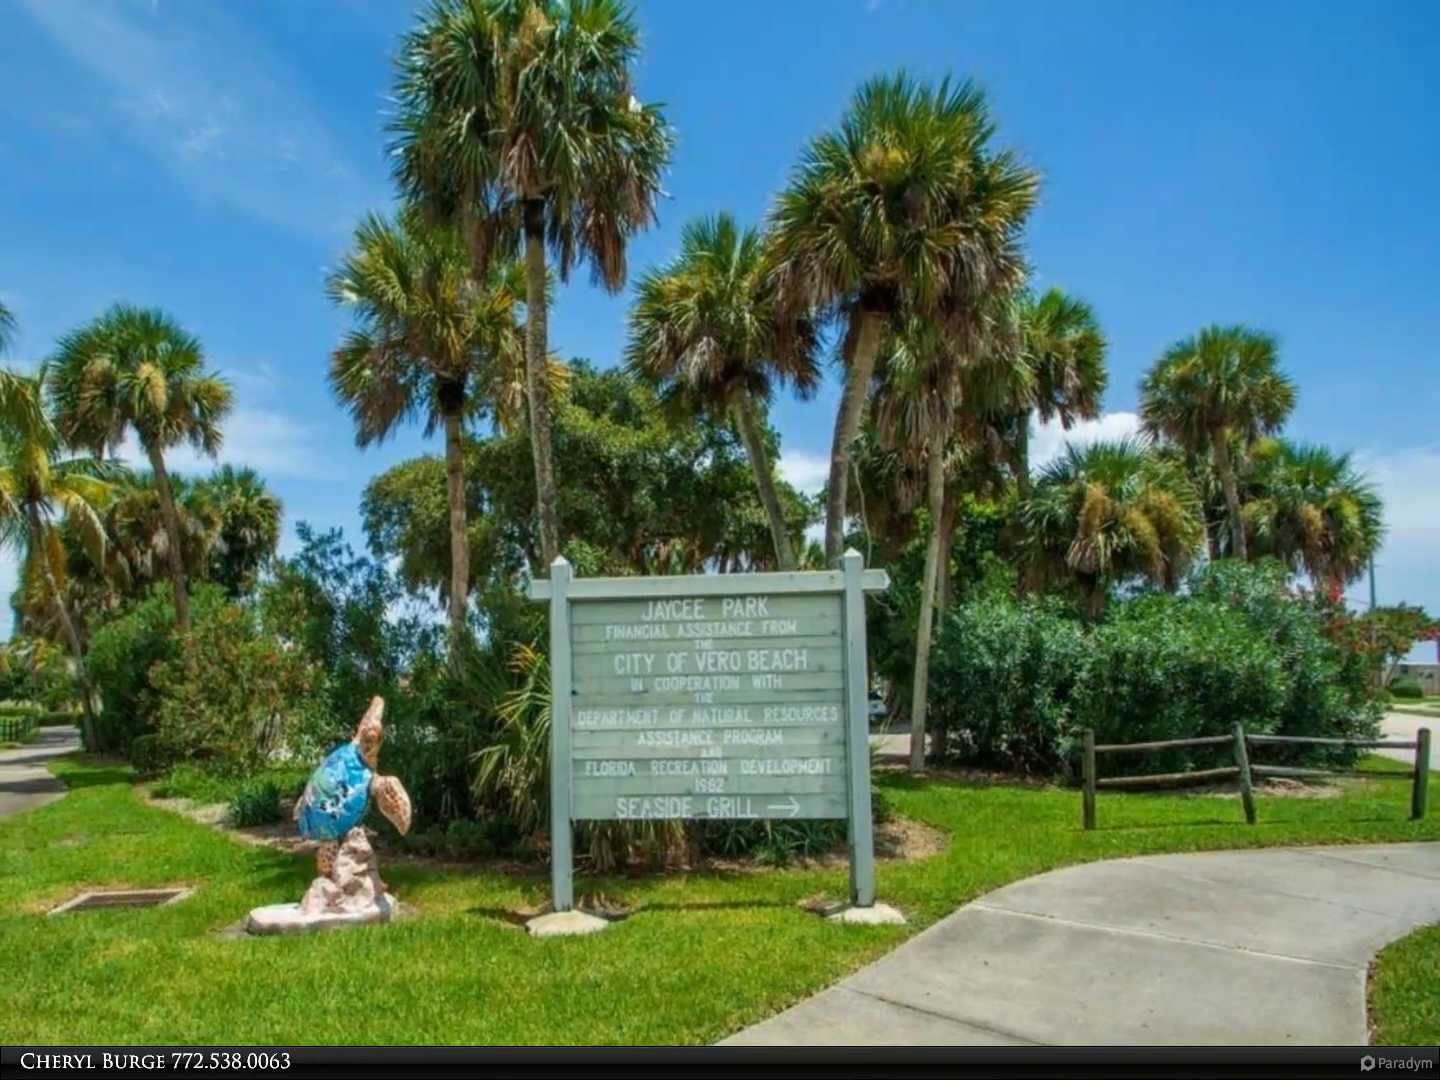 JAYCEE PARK
FINANCIAL ASSISTANCE FROM
THE
CITY OF VERO BEACH
IN COOPERATION WITH
THE
DEPARTMENT OF NATURAL RESOURCES
ASSISTANCE PROGRAM
AND
FLORIDA RECREATION DEVELOPMENT
1982
SEASIDE GRILL →
CHERYL BURGE 772.538.0063
Paradym